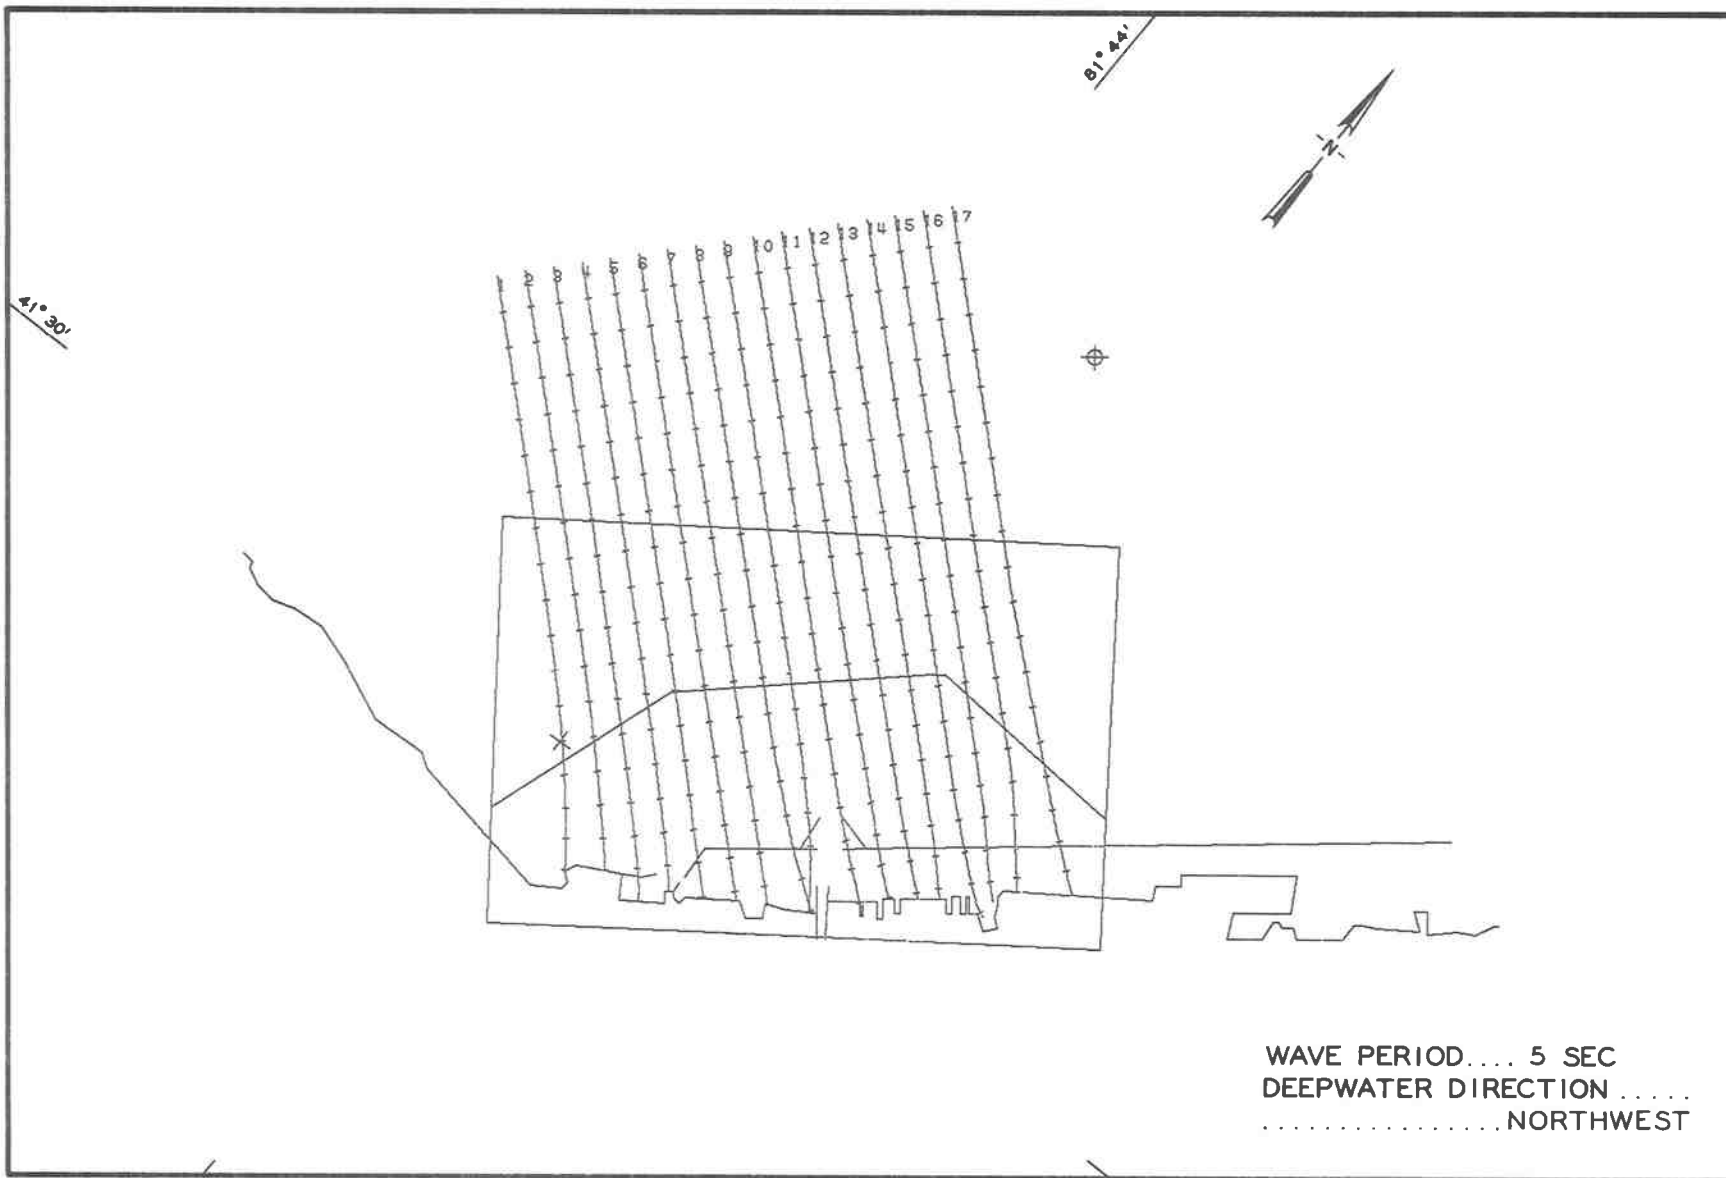 81° 44'
N
41° 30'
1 2 3 4 5 6 7 8 9 10 11 12 13 14 15 16 17
WAVE PERIOD.... 5 SEC
DEEPWATER DIRECTION .....
................NORTHWEST